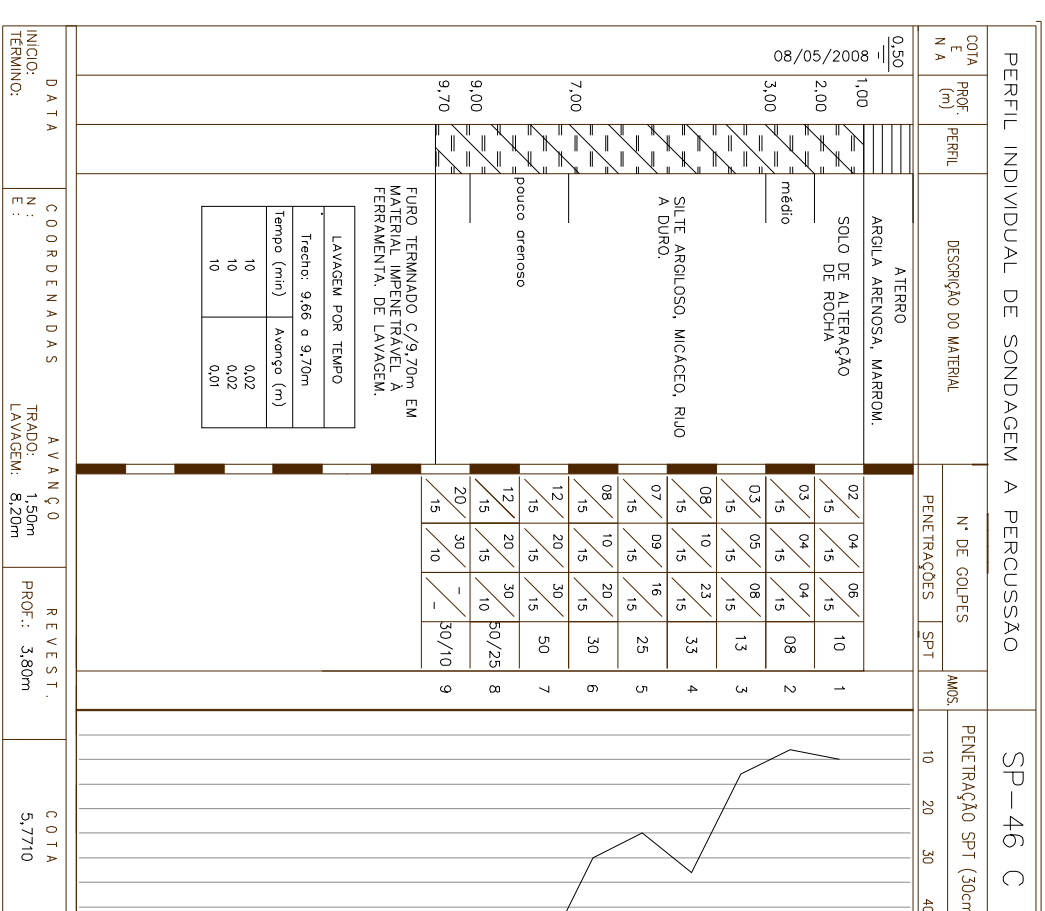 PERFIL INDIVIDUAL DE SONDAGEM A PERCUSSÃO
SP-46 C
COTA
E
N A
PROF.
(m)
PERFIL
DESCRIÇÃO DO MATERIAL
N° DE GOLPES
PENETRAÇÕES
SPT
AMOS.
PENETRAÇÃO SPT (30cm
10 20 30 40
0,50
08/05/2008
1,00
2,00
3,00
7,00
9,00
9,70
ATERRO
ARGILA ARENOSA, MARROM.
SOLO DE ALTERAÇÃO
DE ROCHA
médio
SILTE ARGILOSO, MICÁCEO, RIJO
A DURO.
pouco arenoso
FURO TERMINADO C/9,70m EM
MATERIAL IMPENETRÁVEL À
FERRAMENTA. DE LAVAGEM.
LAVAGEM POR TEMPO
Trecho: 9,66 a 9,70m
Tempo (min) Avanço (m)
10 0,02
10 0,02
10 0,01
02/15 04/15 06/15 10 1
03/15 04/15 04/15 08 2
03/15 05/15 08/15 13 3
08/15 10/15 23/15 33 4
07/15 09/15 16/15 25 5
08/15 10/15 20/15 30 6
12/15 20/15 30/15 50 7
12/15 20/15 30/10 50/25 8
20/15 30/10 -/- 30/10 9
DATA
INÍCIO:
TÉRMINO:
COORDENADAS
N :
E :
AVANÇO
TRADO: 1,50m
LAVAGEM: 8,20m
REVEST.
PROF.: 3,80m
COTA
5,7710